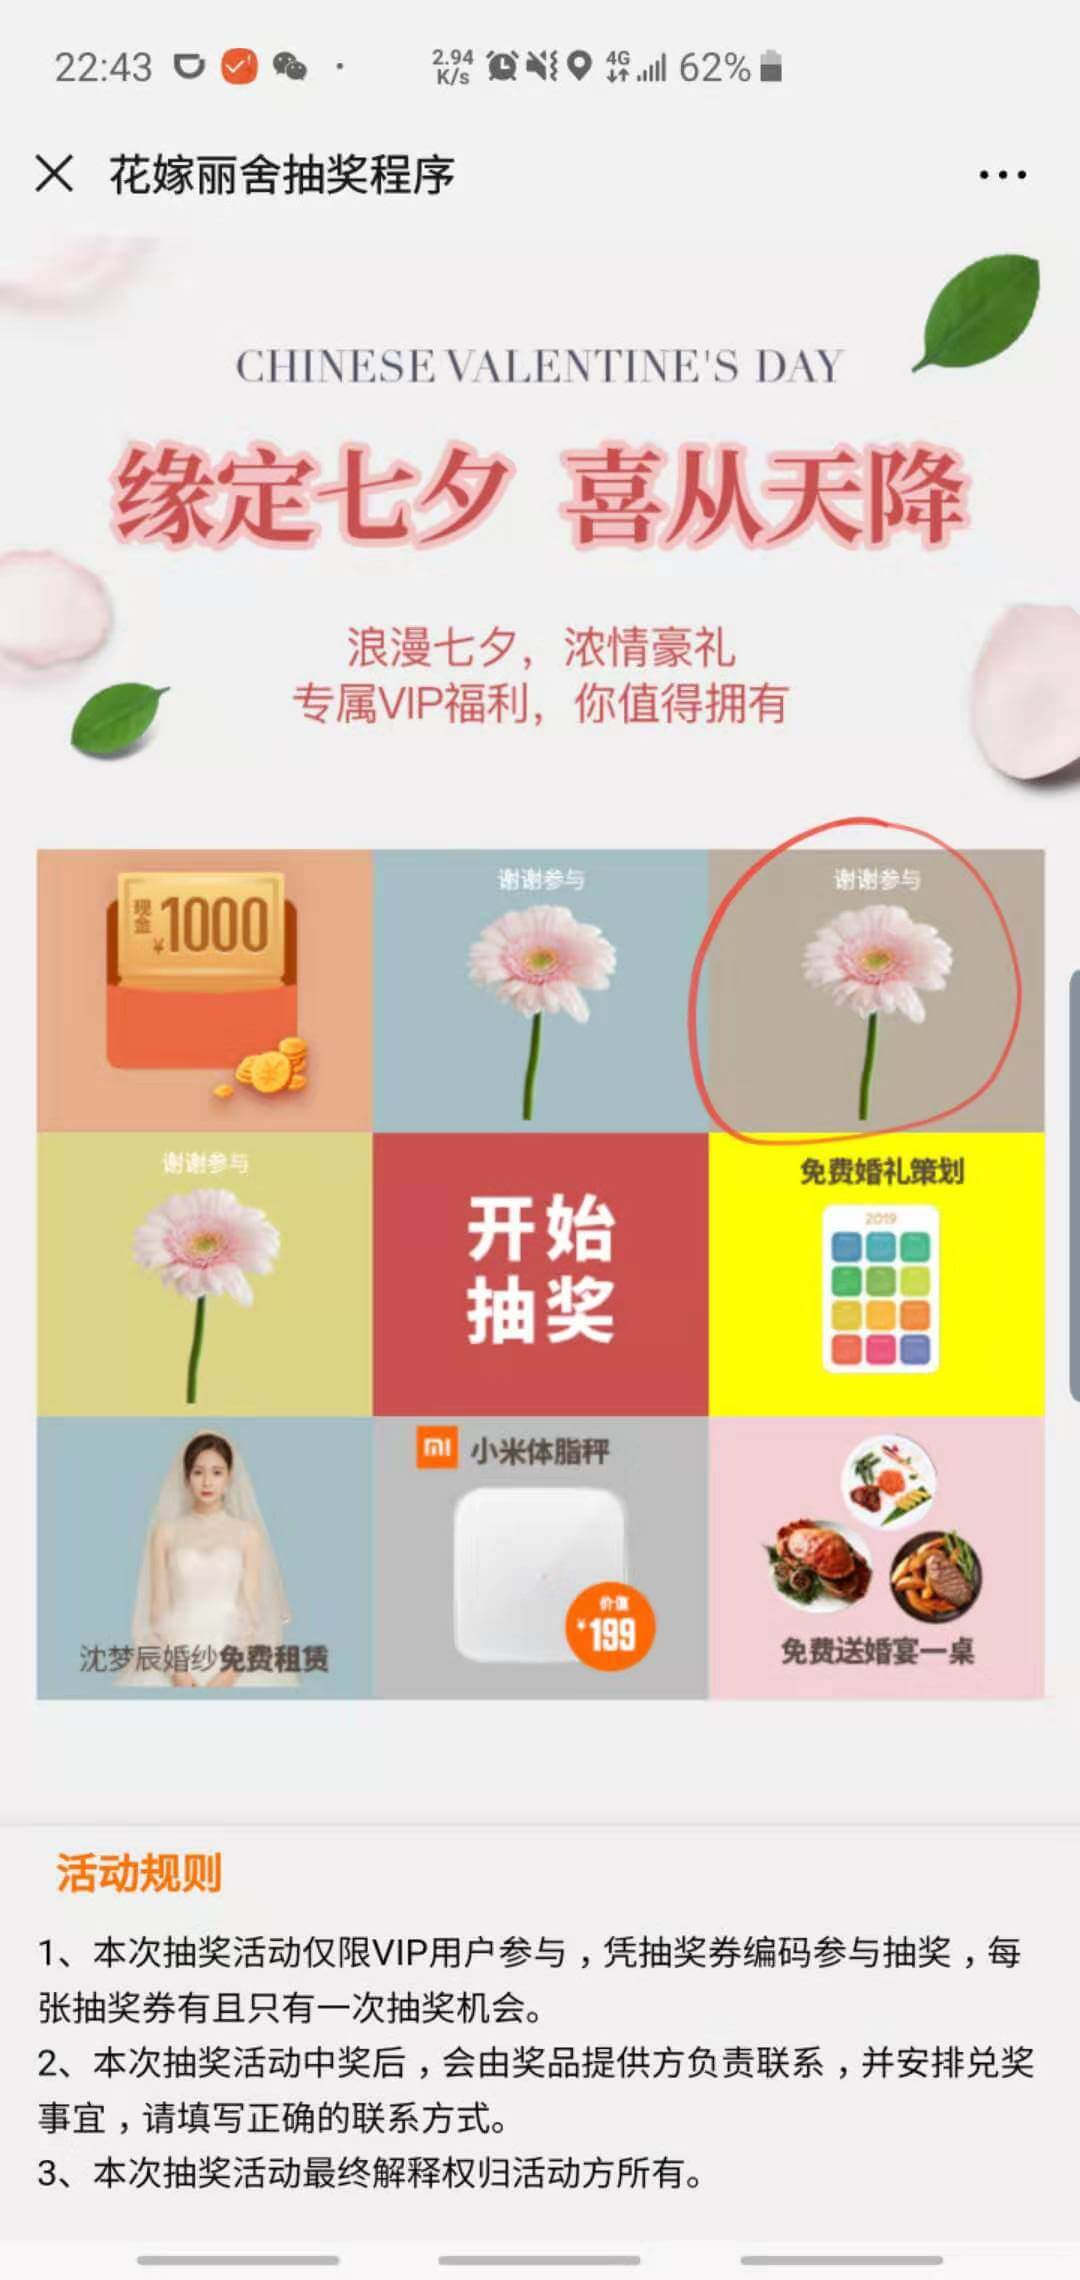 22:43
2.94
K/s
4G
62%
花嫁丽舍抽奖程序
CHINESE VALENTINE'S DAY
缘定七夕 喜从天降
浪漫七夕，浓情豪礼
专属VIP福利，你值得拥有
现金 ¥1000
谢谢参与
谢谢参与
谢谢参与
开始
抽奖
免费婚礼策划
2019
沈梦辰婚纱免费租赁
mi 小米体脂秤
价值
¥199
免费送婚宴一桌
活动规则
1、本次抽奖活动仅限VIP用户参与，凭抽奖券编码参与抽奖，每
张抽奖券有且只有一次抽奖机会。
2、本次抽奖活动中奖后，会由奖品提供方负责联系，并安排兑奖
事宜，请填写正确的联系方式。
3、本次抽奖活动最终解释权归活动方所有。